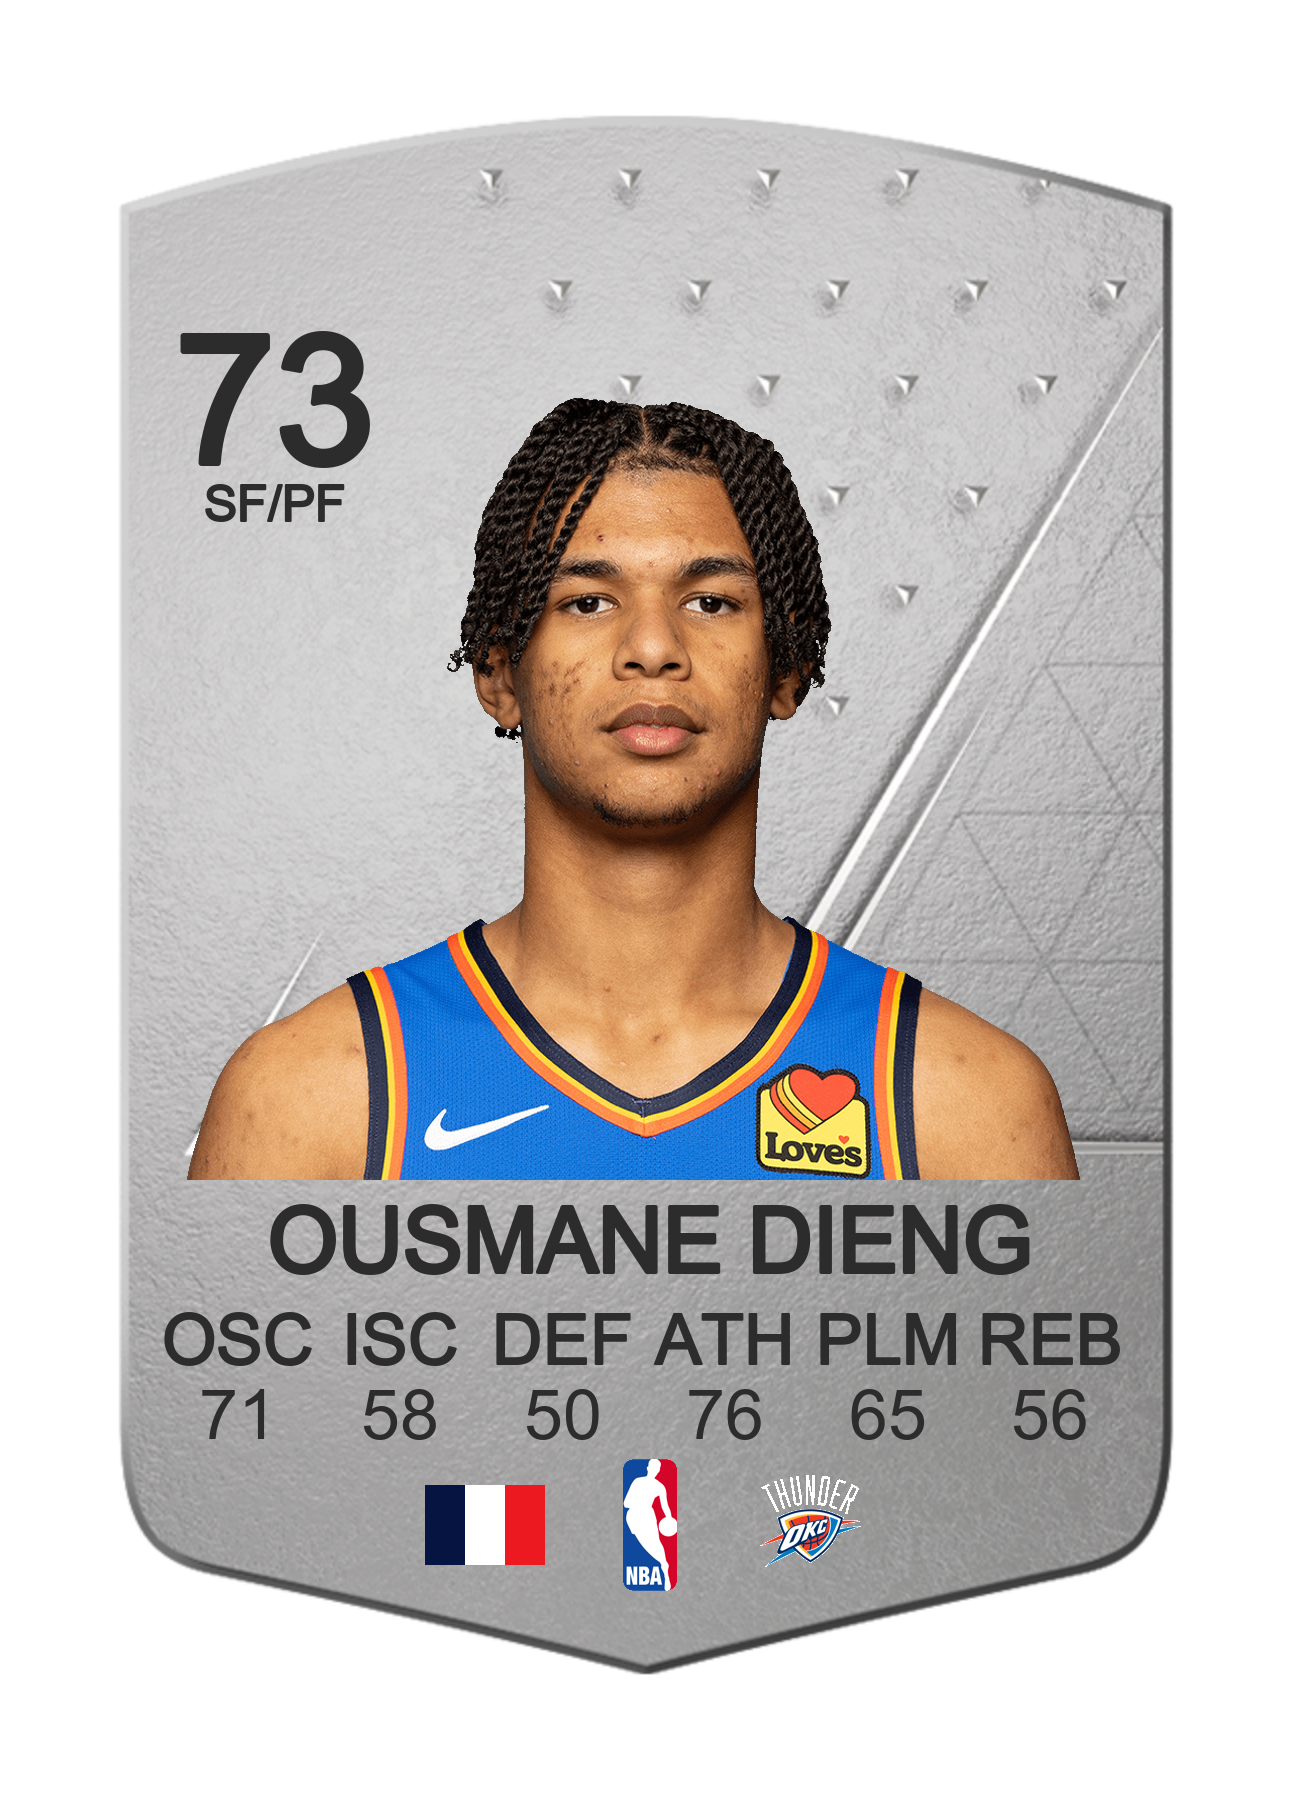 73
SF/PF
Loves
OUSMANE DIENG
OSC ISC DEF ATH PLM REB
71 58 50 76 65 56
NBA
THUNDER
OKC